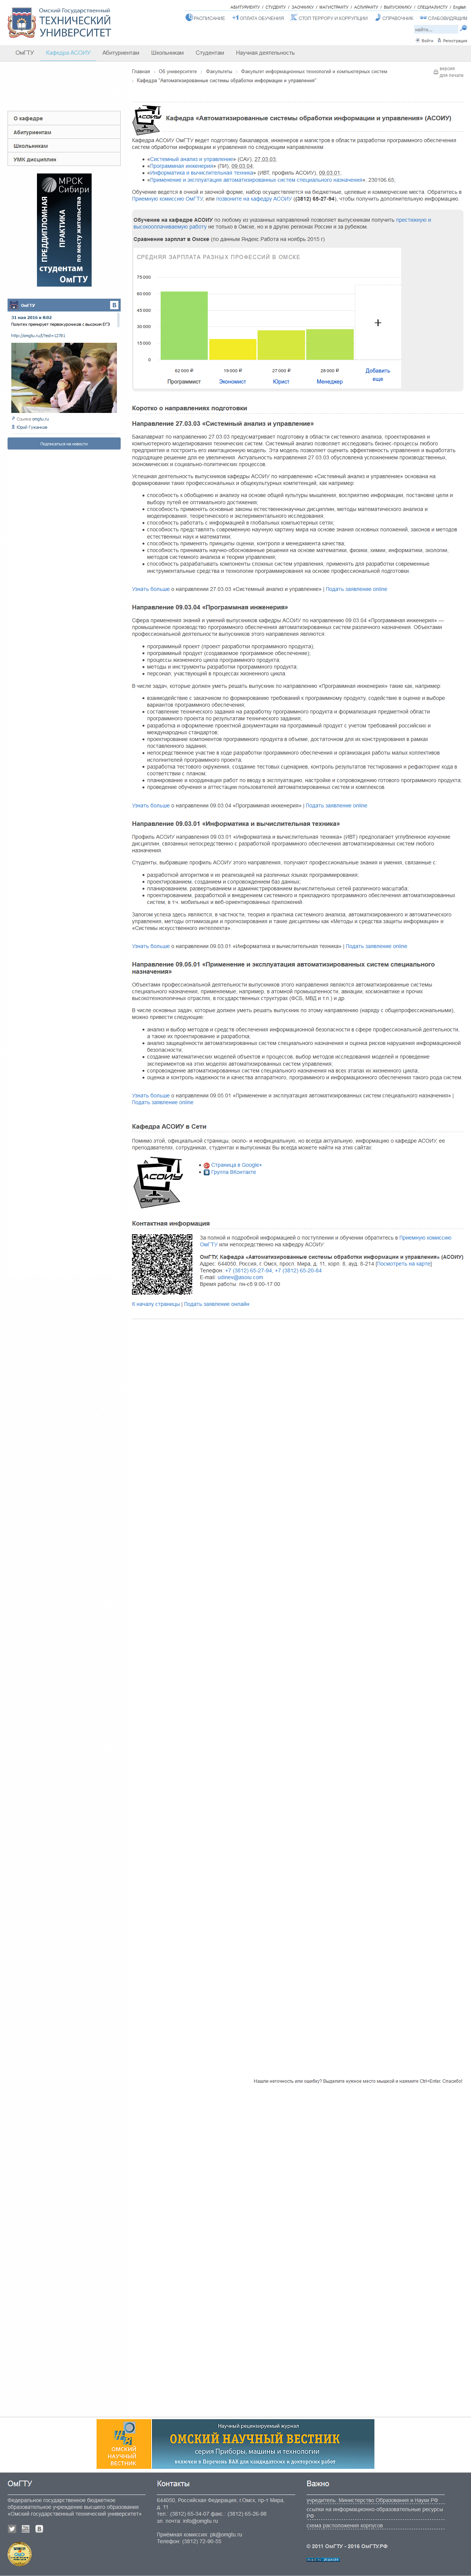 АБИТУРИЕНТУ / СТУДЕНТУ / ЗАОЧНИКУ / МАГИСТРАНТУ / АСПИРАНТУ / ВЫПУСКНИКУ / СПЕЦИАЛИСТУ / English
Омский Государственный
ТЕХНИЧЕСКИЙ
УНИВЕРСИТЕТ
РАСПИСАНИЕ ОПЛАТА ОБУЧЕНИЯ СТОП ТЕРРОРУ И КОРРУПЦИИ СПРАВОЧНИК СЛАБОВИДЯЩИМ
найти...
Войти Регистрация
ОмГТУ Кафедра АСОИУ Абитуриентам Школьникам Студентам Научная деятельность
Главная Об университете Факультеты Факультет информационных технологий и компьютерных систем
Кафедра "Автоматизированные системы обработки информации и управления"
версия
для печати
О кафедре
Абитуриентам
Школьникам
УМК дисциплин
МРСК
Сибири
ПРЕДДИПЛОМНАЯ
ПРАКТИКА
по месту жительства
студентам
ОмГТУ
ОмГТУ
31 мая 2016 в 8:02
Политех премирует первокурсников с высоким ЕГЭ
http://omgtu.ru/j?eid=12781
Ссылка omgtu.ru
Юрий Гоманков
Подписаться на новости
Кафедра «Автоматизированные системы обработки информации и управления» (АСОИУ)
Кафедра АСОИУ ОмГТУ ведет подготовку бакалавров, инженеров и магистров в области разработки программного обеспечения систем обработки информации и управления по следующим направлениям:
«Системный анализ и управление» (САУ), 27.03.03;
«Программная инженерия» (ПИ), 09.03.04;
«Информатика и вычислительная техника» (ИВТ, профиль АСОИУ), 09.03.01;
«Применение и эксплуатация автоматизированных систем специального назначения», 230106.65;
Обучение ведется в очной и заочной форме, набор осуществляется на бюджетные, целевые и коммерческие места. Обратитесь в Приемную комиссию ОмГТУ, или позвоните на кафедру АСОИУ ((3812) 65-27-94), чтобы получить дополнительную информацию.
Обучение на кафедре АСОИУ по любому из указанных направлений позволяет выпускникам получить престижную и высокооплачиваемую работу не только в Омске, но и в других регионах России и за рубежом.
Сравнение зарплат в Омске (по данным Яндекс.Работа на ноябрь 2015 г)
СРЕДНЯЯ ЗАРПЛАТА РАЗНЫХ ПРОФЕССИЙ В ОМСКЕ
75 000
60 000
45 000
30 000
15 000
0
62 000 ₽ 19 000 ₽ 27 000 ₽ 28 000 ₽
Программист Экономист Юрист Менеджер
Добавить
еще
Коротко о направлениях подготовки
Направление 27.03.03 «Системный анализ и управление»
Бакалавриат по направлению 27.03.03 предусматривает подготовку в области системного анализа, проектирования и компьютерного моделирования. Специалист в области системного анализа может исследовать бизнес-процессы любого предприятия и построить его имитационную модель. Эта модель позволяет оценить эффективность управления и выработать подходящее решение для ее увеличения. Актуальность направления 27.03.03 обусловлена усложнением производственных, экономических и социально-политических процессов.
Успешная деятельность выпускников кафедры АСОИУ по направлению «Системный анализ и управление» основана на формировании таких профессиональных и общекультурных компетенций, как например:
способность к обобщению и анализу на основе общей культуры мышления, восприятию информации, постановке цели и выбору путей ее оптимального достижения;
способность применять основные законы естественнонаучных дисциплин, методы математического анализа и моделирования, теоретического и экспериментального исследования;
способность работать с информацией в глобальных компьютерных сетях;
способность представлять современную научную картину мира на основе знания основных положений, законов и методов естественных наук и математики;
способность применять принципы оценки, контроля и менеджмента качества;
способность принимать научно-обоснованные решения на основе математики, физики, химии, информатики, экологии, методов системного анализа и теории управления;
способность разрабатывать компоненты сложных систем управления, применять для разработки современные инструментальные средства и технологии программирования на основе профессиональной подготовки.
Узнать больше о направлении 27.03.03 «Системный анализ и управление» | Подать заявление online
Направление 09.03.04 «Программная инженерия»
Сфера применения знаний и умений выпускников кафедры АСОИУ по направлению 09.03.04 «Программная инженерия» — промышленное производство программного обеспечения автоматизированных систем различного назначения. Объектами профессиональной деятельности выпускников этого направления являются:
программный проект (проект разработки программного продукта);
программный продукт (создаваемое программное обеспечение);
процессы жизненного цикла программного продукта;
методы и инструменты разработки программного продукта;
персонал, участвующий в процессах жизненного цикла.
В числе задач, которые должен уметь решать выпускник по направлению «Программная инженерия» такие как, например:
взаимодействие с заказчиком по выработке требований к программному продукту, содействие в оценке и выборе вариантов программного обеспечения;
составление технического задания на разработку программного продукта и формализация предметной области программного проекта по результатам технического задания;
разработка и оформление проектной документации на программный продукт с учетом требований российских и международных стандартов;
проектирование компонентов программного продукта в объеме, достаточном для их конструирования в рамках поставленного задания;
непосредственное участие в ходе разработки программного обеспечения и организация работы малых коллективов исполнителей программного проекта;
разработка тестового окружения, создание тестовых сценариев, контроль результатов тестирования и рефакторинг кода в соответствии с планом;
планирование и координация работ по вводу в эксплуатацию, настройки и сопровождению готового программного продукта;
проведение обучения и аттестации пользователей автоматизированных систем и комплексов.
Узнать больше о направлении 09.03.04 «Программная инженерия» | Подать заявление online
Направление 09.03.01 «Информатика и вычислительная техника»
Профиль АСОИУ направления 09.03.01 «Информатика и вычислительная техника» (ИВТ) предполагает углубленное изучение дисциплин, связанных непосредственно с разработкой программного обеспечения автоматизированных систем любого назначения.
Студенты, выбравшие профиль АСОИУ этого направления, получают профессиональные знания и умения, связанные с:
разработкой алгоритмов и их реализацией на различных языках программирования;
проектированием, созданием и сопровождением баз данных;
планированием, развертыванием и администрированием вычислительных сетей различного масштаба;
проектированием, разработкой и внедрением системного и прикладного программного обеспечения автоматизированных систем, в т.ч. мобильных и веб-ориентированных приложений.
Залогом успеха здесь являются, в частности, теория и практика системного анализа, автоматизированного и автоматического управления, методы оптимизации и прогнозирования и такие дисциплины как «Методы и средства защиты информации» и «Системы искусственного интеллекта».
Узнать больше о направлении 09.03.01 «Информатика и вычислительная техника» | Подать заявление online
Направление 09.05.01 «Применение и эксплуатация автоматизированных систем специального назначения»
Объектами профессиональной деятельности выпускников этого направления являются автоматизированные системы специального назначения, применяемые, например, в атомной промышленности, авиации, космонавтике и прочих высокотехнологичных отраслях, в государственных структурах (ФСБ, МВД и т.п.) и др.
В числе основных задач, которые должен уметь решать выпускник по этому направлению (наряду с общепрофессиональными), можно привести следующие:
анализ и выбор методов и средств обеспечения информационной безопасности в сфере профессиональной деятельности, а также их проектирование и разработка;
анализ защищённости автоматизированных систем специального назначения и оценка рисков нарушения информационной безопасности;
создание математических моделей объектов и процессов, выбор методов исследования моделей и проведение экспериментов на этих моделях автоматизированных систем управления;
сопровождение автоматизированных систем специального назначения на всех этапах их жизненного цикла;
оценка и контроль надежности и качества аппаратного, программного и информационного обеспечения такого рода систем.
Узнать больше о направлении 09.05.01 «Применение и эксплуатация автоматизированных систем специального назначения» | Подать заявление online
Кафедра АСОИУ в Сети
Помимо этой, официальной страницы, около- и неофициальную, но всегда актуальную, информацию о кафедре АСОИУ, ее преподавателях, сотрудниках, студентах и выпускниках Вы всегда можете найти на этих сайтах:
Страница в Google+
Группа ВКонтакте
Контактная информация
За полной и подробной информацией о поступлении и обучении обратитесь в Приемную комиссию ОмГТУ или непосредственно на кафедру АСОИУ:
ОмГТУ, Кафедра «Автоматизированные системы обработки информации и управления» (АСОИУ)
Адрес: 644050, Россия, г. Омск, просп. Мира, д. 11, корп. 8, ауд. 8-214 [Посмотреть на карте]
Телефон: +7 (3812) 65-27-94, +7 (3812) 65-20-84
E-mail: udinev@asoiu.com
Время работы: пн-сб 9:00-17:00
К началу страницы | Подать заявление онлайн
Нашли неточность или ошибку? Выделите нужное место мышкой и нажмите Ctrl+Enter. Спасибо!
ОМСКИЙ
НАУЧНЫЙ
ВЕСТНИК
Научный рецензируемый журнал
ОМСКИЙ НАУЧНЫЙ ВЕСТНИК
серия Приборы, машины и технологии
включен в Перечень ВАК для кандидатских и докторских работ
ОмГТУ
Федеральное государственное бюджетное образовательное учреждение высшего образования «Омский государственный технический университет»
Контакты
644050, Российская Федерация, г.Омск, пр-т Мира, д. 11
тел.: (3812) 65-34-07 факс.: (3812) 65-26-98
эл. почта: info@omgtu.ru
Приёмная комиссия: pk@omgtu.ru
Телефон: (3812) 72-90-55
Важно
учредитель: Министерство Образования и Науки РФ
ссылки на информационно-образовательные ресурсы РФ
схема расположения корпусов
© 2011 ОмГТУ - 2016 ОмГТУ.РФ